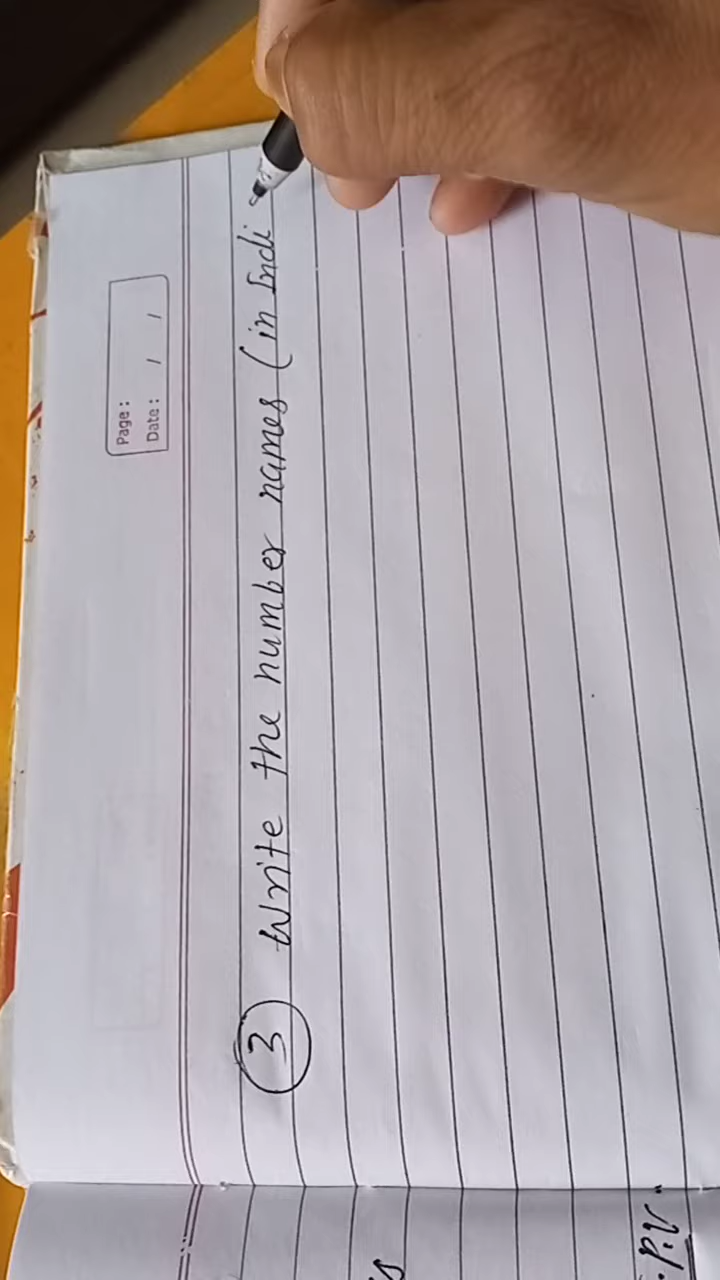 Page :
Date : / /
3 Write the number names (in Indi